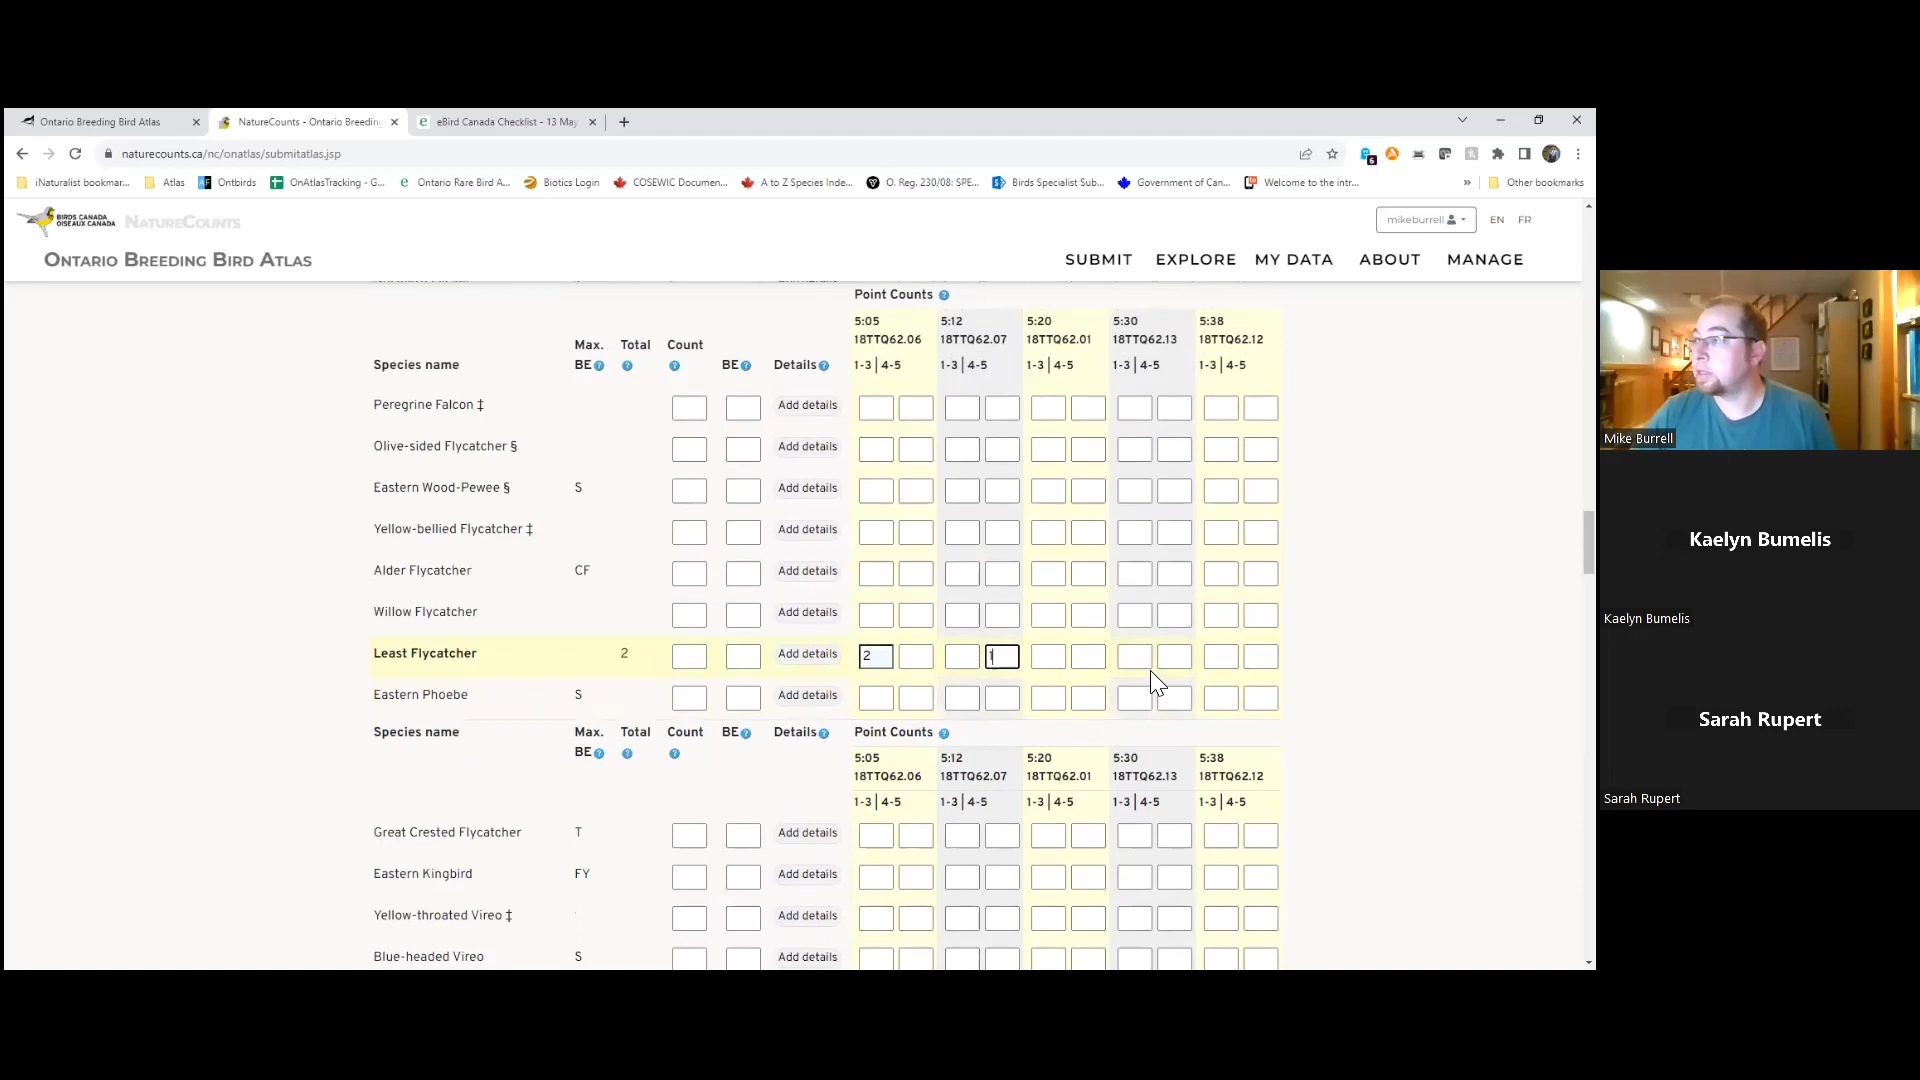 Ontario Breeding Bird Atlas
NatureCounts - Ontario Breeding
eBird Canada Checklist - 13 May
naturecounts.ca/nc/onatlas/submitatlas.jsp
6
iNaturalist bookmar...
Atlas
Ontbirds
OnAtlasTracking - G...
Ontario Rare Bird A...
Biotics Login
COSEWIC Documen...
A to Z Species Inde...
O. Reg. 230/08: SPE...
Birds Specialist Sub...
Government of Can...
Welcome to the intr...
»
Other bookmarks
BIRDS CANADA
OISEAUX CANADA
NATURECOUNTS
mikeburrell
EN FR
ONTARIO BREEDING BIRD ATLAS
SUBMIT EXPLORE MY DATA ABOUT MANAGE
Point Counts ?
5:05 5:12 5:20 5:30 5:38
18TTQ62.06 18TTQ62.07 18TTQ62.01 18TTQ62.13 18TTQ62.12
Max. Total Count
Species name BE? ? ? BE? Details? 1-3 | 4-5 1-3 | 4-5 1-3 | 4-5 1-3 | 4-5 1-3 | 4-5
Peregrine Falcon ‡ Add details
Olive-sided Flycatcher § Add details
Eastern Wood-Pewee § S Add details
Yellow-bellied Flycatcher ‡ Add details
Alder Flycatcher CF Add details
Willow Flycatcher Add details
Least Flycatcher 2 Add details 2 1
Eastern Phoebe S Add details
Species name Max. Total Count BE? Details? Point Counts ?
BE? ? ?
5:05 5:12 5:20 5:30 5:38
18TTQ62.06 18TTQ62.07 18TTQ62.01 18TTQ62.13 18TTQ62.12
1-3 | 4-5 1-3 | 4-5 1-3 | 4-5 1-3 | 4-5 1-3 | 4-5
Great Crested Flycatcher T Add details
Eastern Kingbird FY Add details
Yellow-throated Vireo ‡ Add details
Blue-headed Vireo S Add details
Mike Burrell
Kaelyn Bumelis
Kaelyn Bumelis
Sarah Rupert
Sarah Rupert